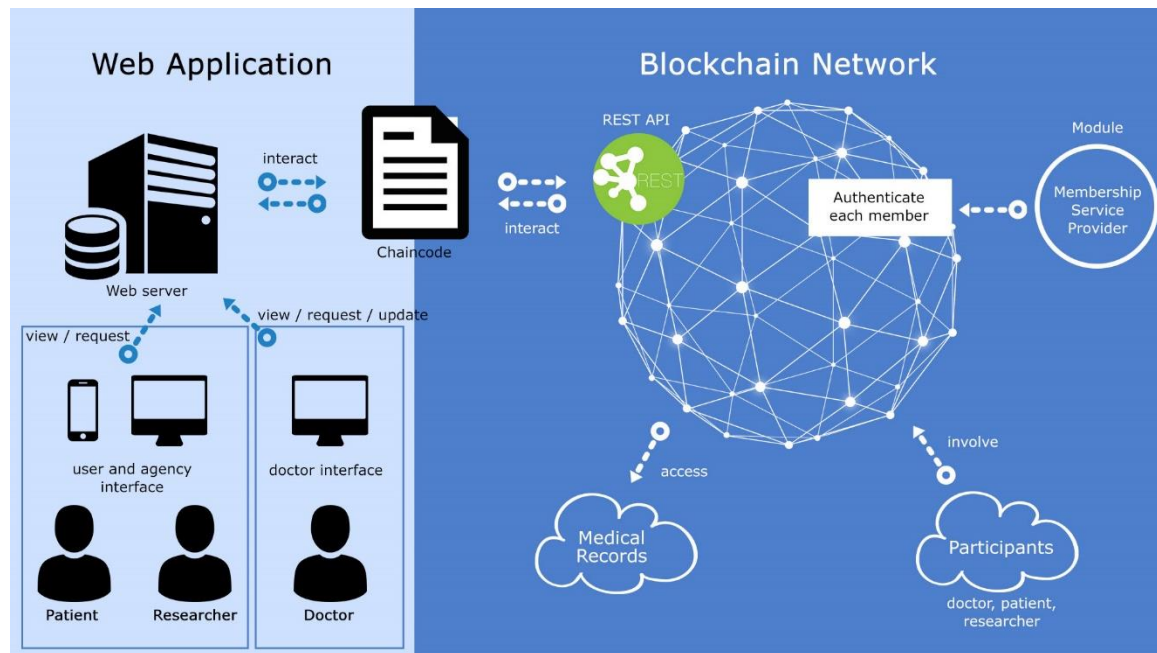 Web Application
Blockchain Network
REST API
REST
Module
Membership
Service
Provider
Authenticate
each member
interact
interact
Chaincode
Web server
view / request
view / request / update
user and agency
interface
doctor interface
Patient
Researcher
Doctor
access
Medical
Records
involve
Participants
doctor, patient,
researcher